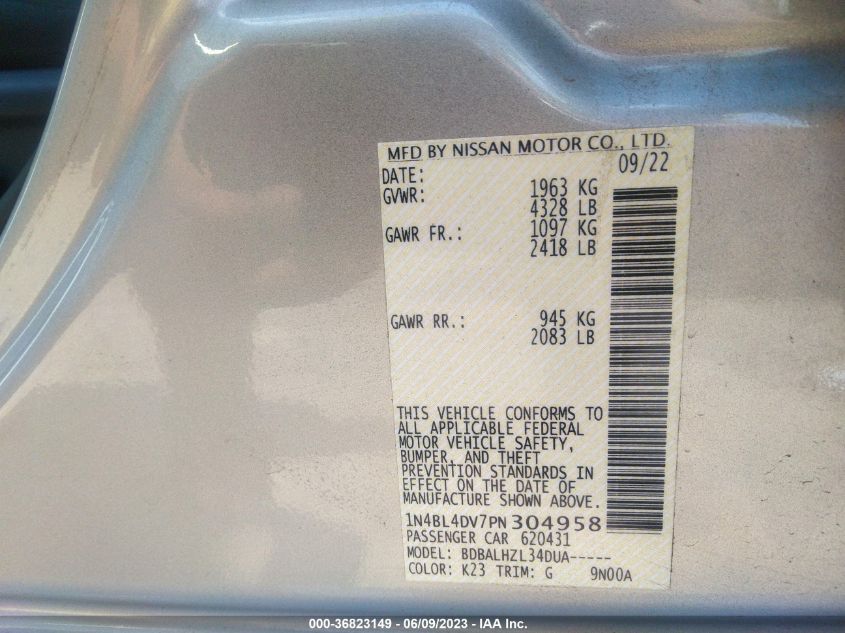 MFD BY NISSAN MOTOR CO., LTD.
DATE: 09/22
GVWR: 1963 KG
4328 LB
GAWR FR.: 1097 KG
2418 LB
GAWR RR.: 945 KG
2083 LB
THIS VEHICLE CONFORMS TO
ALL APPLICABLE FEDERAL
MOTOR VEHICLE SAFETY,
BUMPER, AND THEFT
PREVENTION STANDARDS IN
EFFECT ON THE DATE OF
MANUFACTURE SHOWN ABOVE.
1N4BL4DV7PN304958
PASSENGER CAR 620431
MODEL: BDBALHZL34DUA-----
COLOR: K23 TRIM: G 9N00A
000-36823149 - 06/09/2023 - IAA Inc.